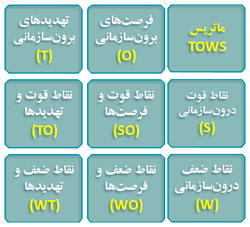 ماتریس
TOWS
فرصت‌های
برون‌سازمانی
(O)
تهدیدهای
برون‌سازمانی
(T)
نقاط قوت
درون‌سازمانی
(S)
نقاط قوت و
فرصت‌ها
(SO)
نقاط قوت و
تهدیدها
(TO)
نقاط ضعف
درون‌سازمانی
(W)
نقاط ضعف و
فرصت‌ها
(WO)
نقاط ضعف و
تهدیدها
(WT)